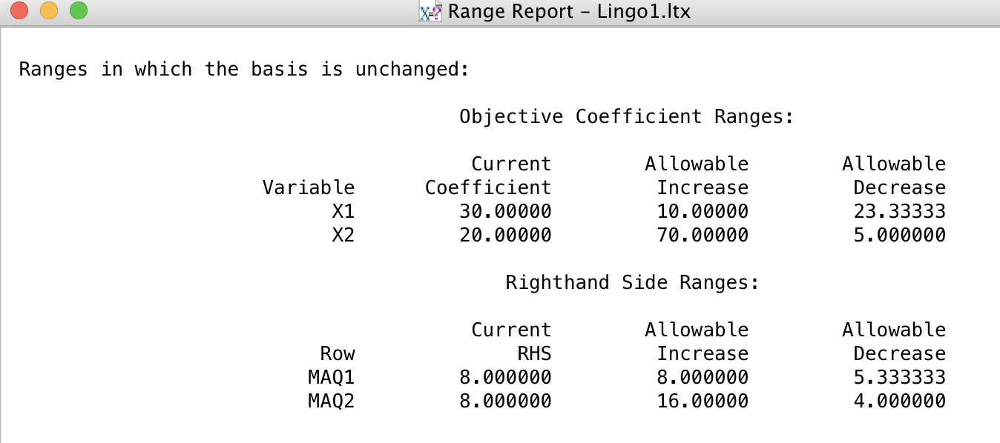 Range Report – Lingo1.ltx
Ranges in which the basis is unchanged:
Objective Coefficient Ranges:
Current Allowable Allowable
Variable Coefficient Increase Decrease
X1 30.00000 10.00000 23.33333
X2 20.00000 70.00000 5.000000
Righthand Side Ranges:
Current Allowable Allowable
Row RHS Increase Decrease
MAQ1 8.000000 8.000000 5.333333
MAQ2 8.000000 16.00000 4.000000